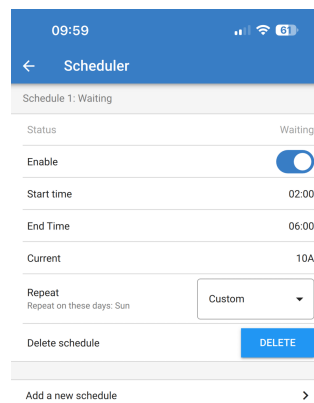 09:59
61
Scheduler
Schedule 1: Waiting
Status Waiting
Enable
Start time 02:00
End Time 06:00
Current 10A
Repeat
Repeat on these days: Sun
Custom
Delete schedule DELETE
Add a new schedule